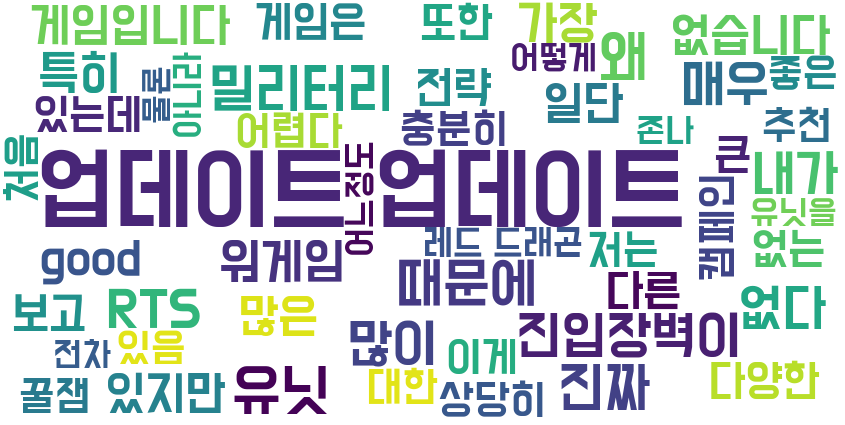 게임입니다 게임은 또한 가장 없습니다
특히 물론 아니라 밀리터리 전략 어떻게 왜 매우 좋은
있는데 어렵다 충분히 일단 존나 추천
처음 업데이트 어느정도 업데이트 큰 내가
캠페인 유닛을
good 워게임 레드 드래곤 저는 없는
때문에 다른
보고 RTS 많은 없다
전차 있음 많이 이게 진입장벽이
꿀잼 있지만 유닛 대한 상당히 진짜 다양한